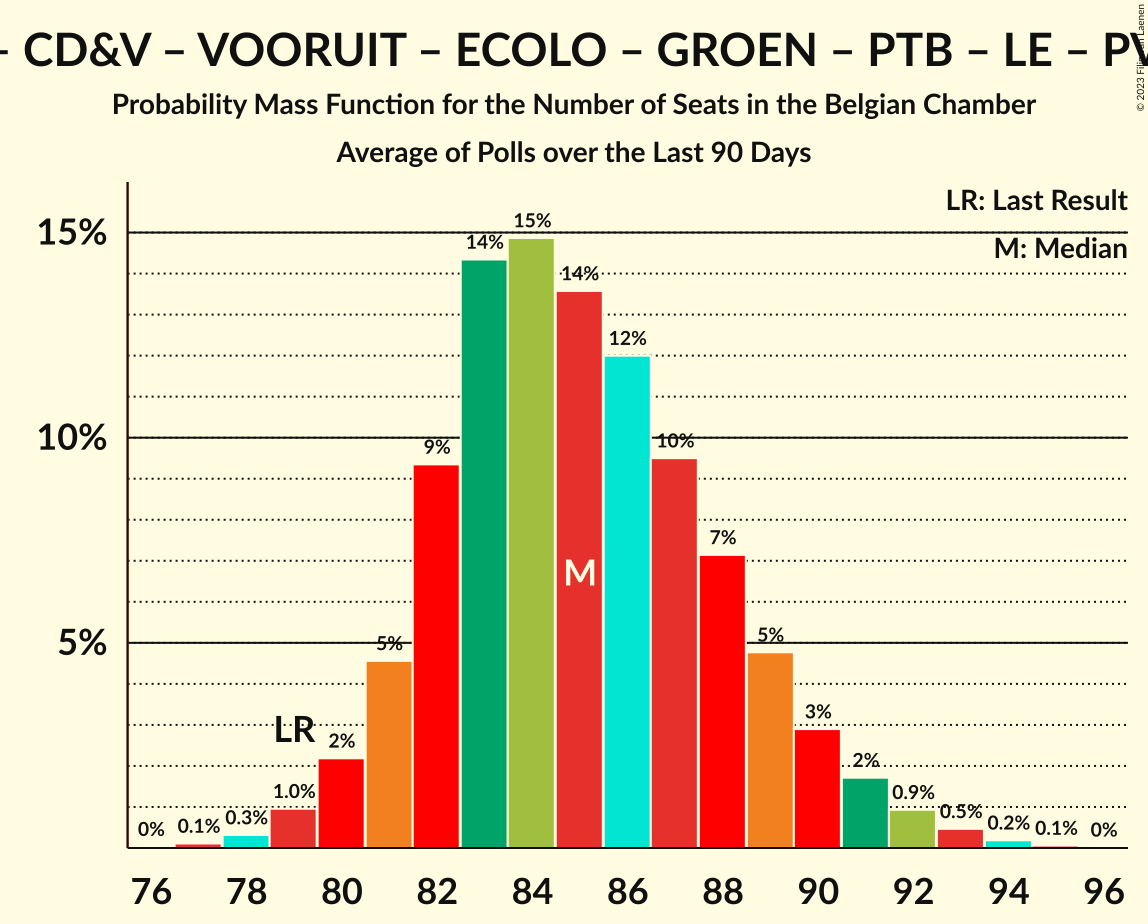 – CD&V – VOORUIT – ECOLO – GROEN – PTB – LE –
Probability Mass Function for the Number of Seats in the Belgian Chamber
Average of Polls over the Last 90 Days
© 2023
LR: Last Result
M: Median
15%
10%
5%
0% 0.1% 0.3% 1.0% 2% 5% 9% 14% 15% 14% 12% 10% 7% 5% 3% 2% 0.9% 0.5% 0.2% 0.1% 0%
LR
M
76 78 80 82 84 86 88 90 92 94 96